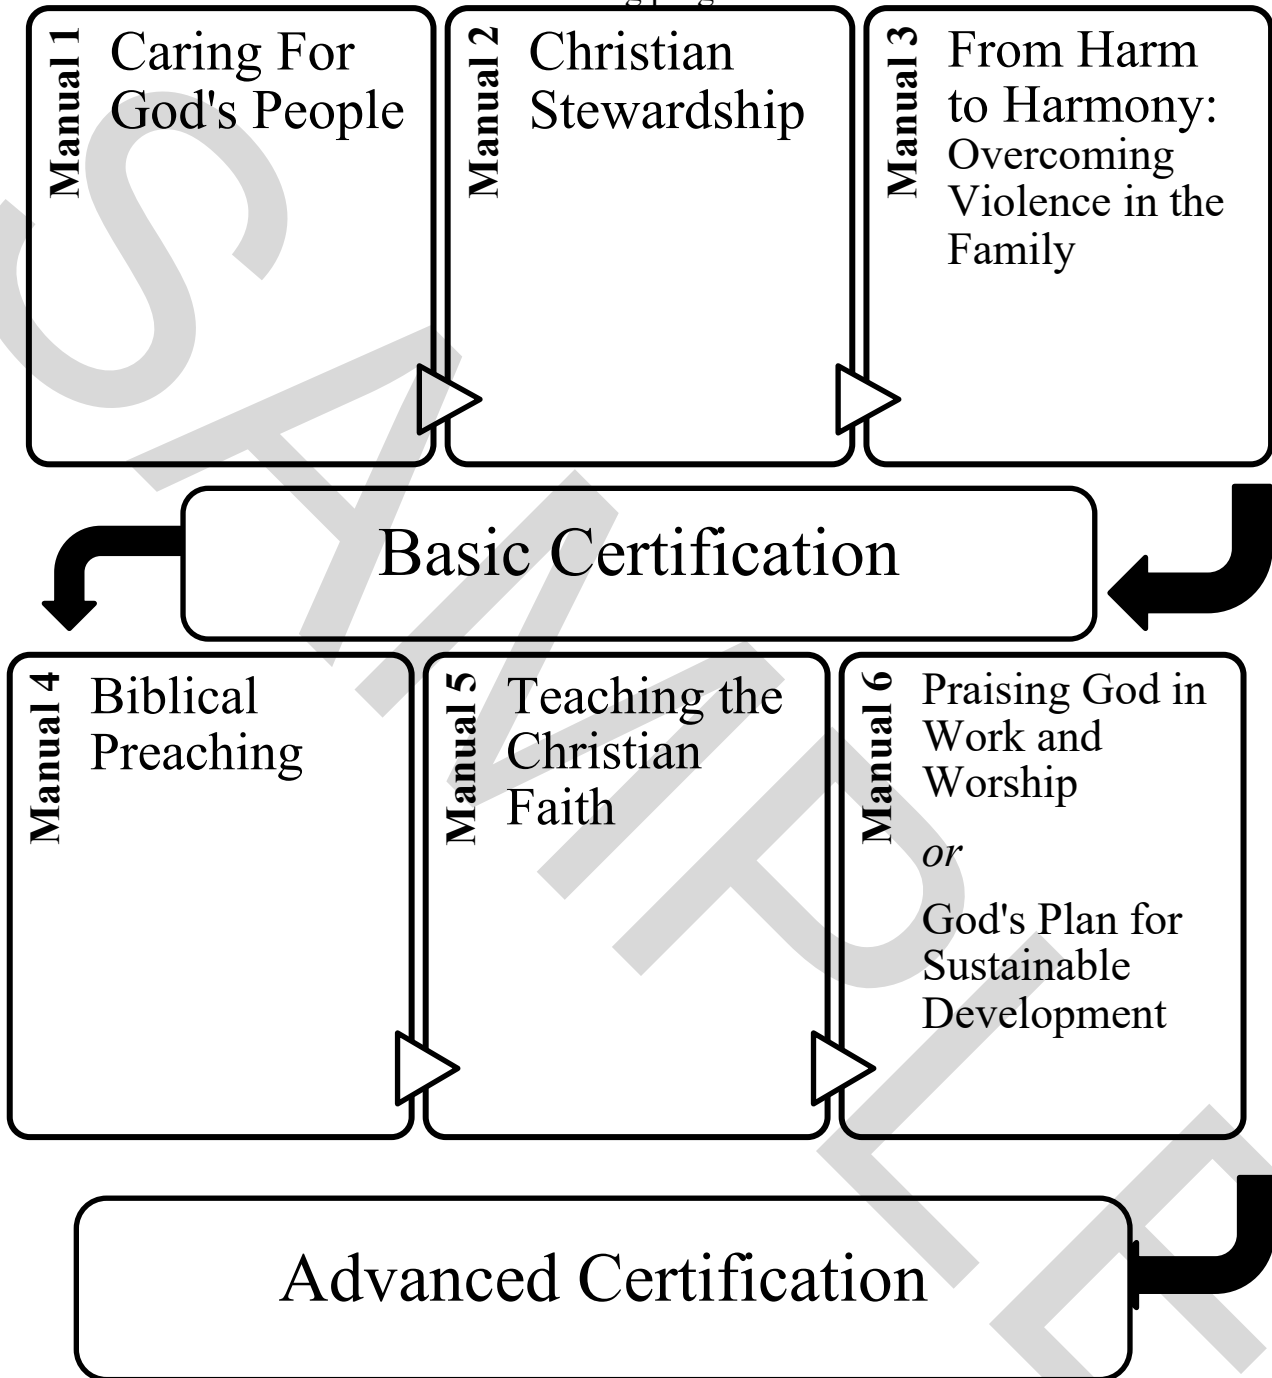 Manual 1
Caring For
God's People
Manual 2
Christian
Stewardship
Manual 3
From Harm
to Harmony:
Overcoming
Violence in the
Family
Basic Certification
Manual 4
Biblical
Preaching
Manual 5
Teaching the
Christian
Faith
Manual 6
Praising God in
Work and
Worship
or
God's Plan for
Sustainable
Development
Advanced Certification
SAMPLE